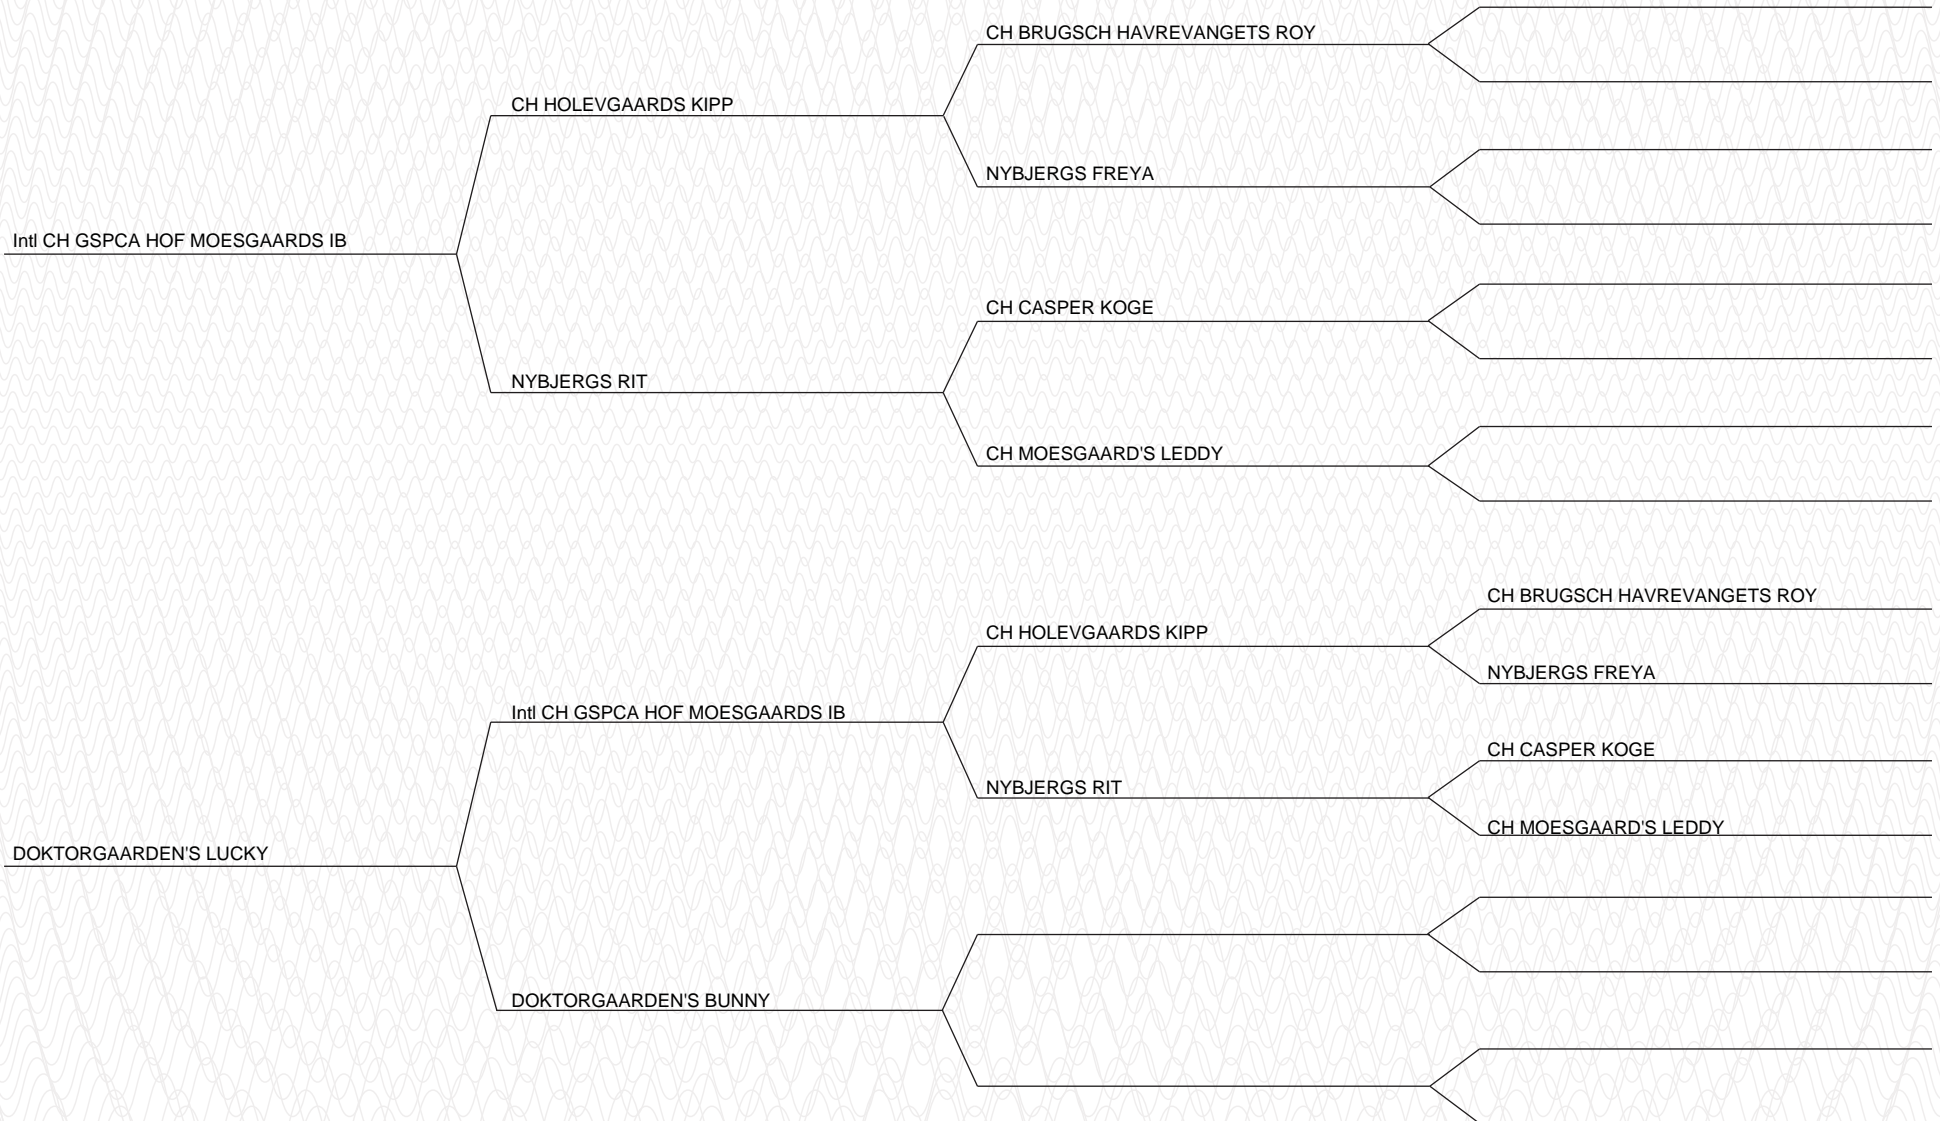 CH BRUGSCH HAVREVANGETS ROY
CH HOLEVGAARDS KIPP
NYBJERGS FREYA
Intl CH GSPCA HOF MOESGAARDS IB
CH CASPER KOGE
NYBJERGS RIT
CH MOESGAARD'S LEDDY
CH BRUGSCH HAVREVANGETS ROY
CH HOLEVGAARDS KIPP
NYBJERGS FREYA
Intl CH GSPCA HOF MOESGAARDS IB
CH CASPER KOGE
NYBJERGS RIT
CH MOESGAARD'S LEDDY
DOKTORGAARDEN'S LUCKY
DOKTORGAARDEN'S BUNNY